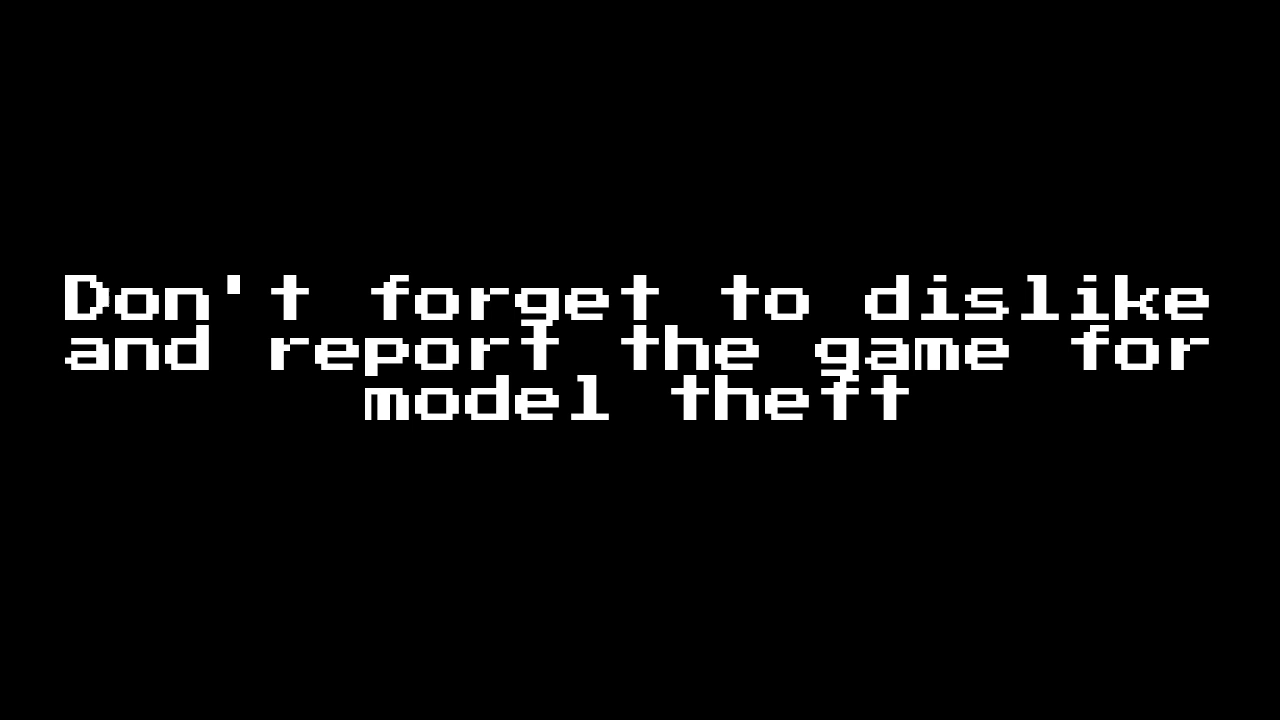 Don't forget to dislike
and report the game for
model theft